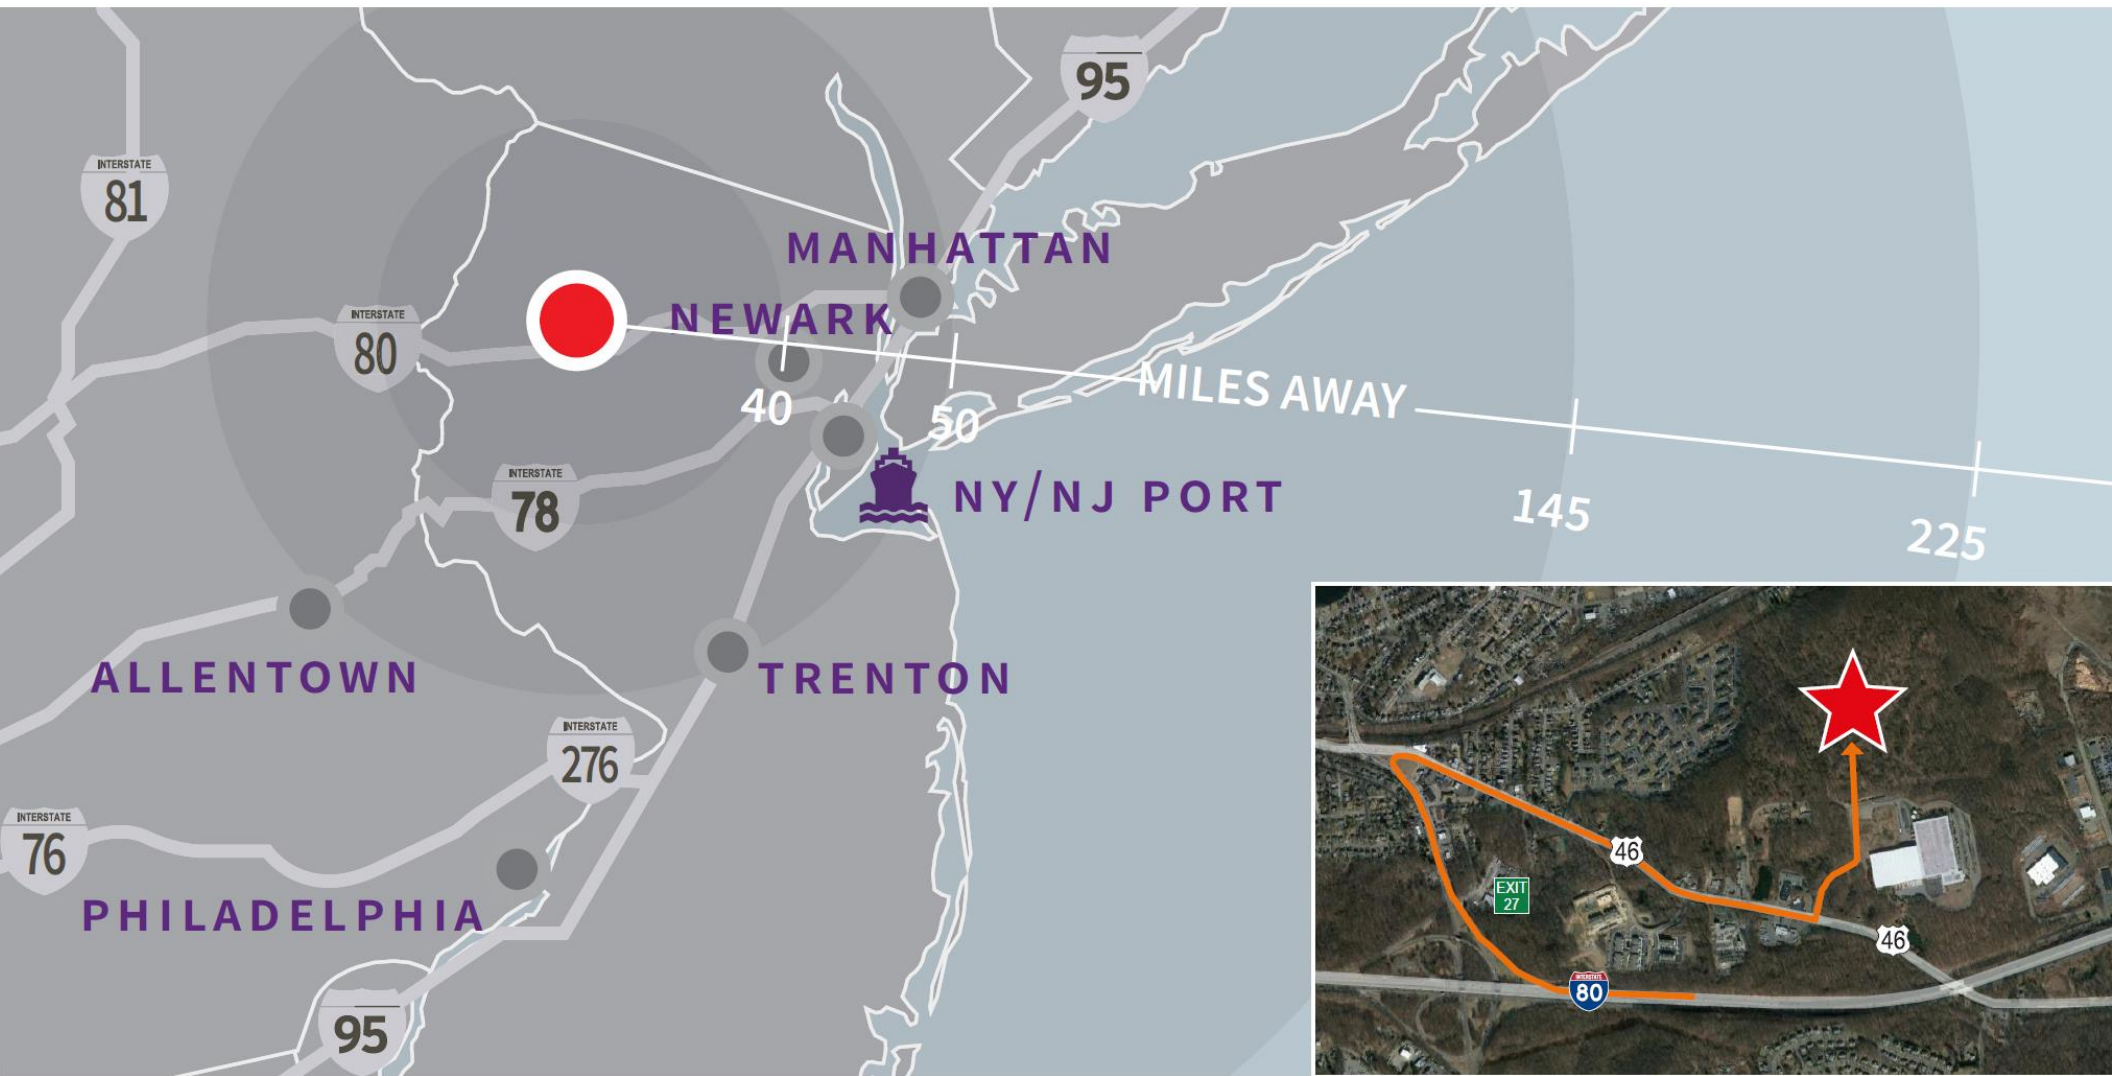 95
INTERSTATE
81
MANHATTAN
NEWARK
INTERSTATE
80
MILES AWAY
40
50
INTERSTATE
78
NY/NJ PORT
145
225
ALLENTOWN
TRENTON
INTERSTATE
276
INTERSTATE
76
PHILADELPHIA
95
46
EXIT
27
46
INTERSTATE
80